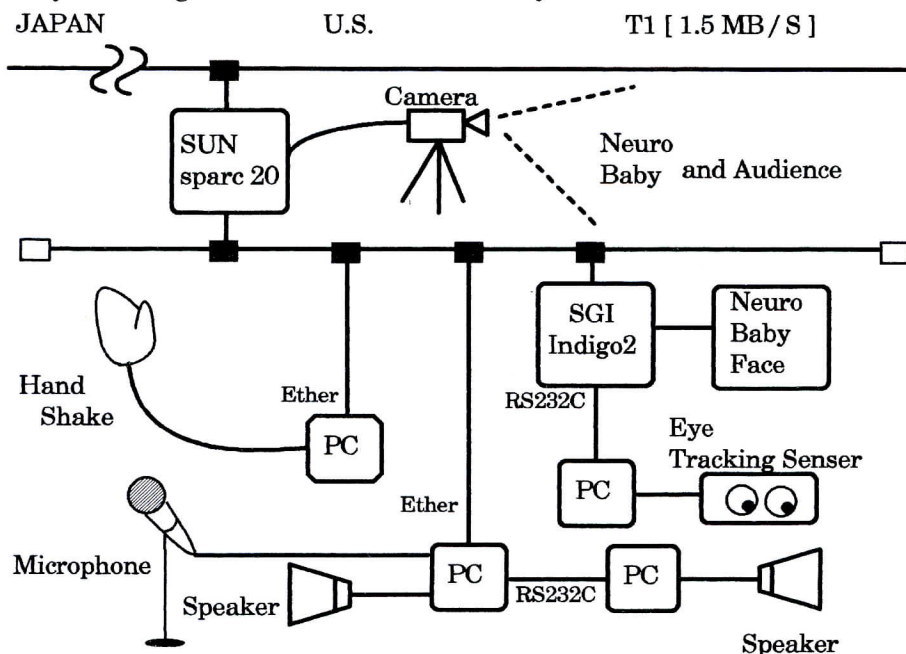 JAPAN U.S. T1 [ 1.5 MB / S ]
Camera
SUN
sparc 20
Neuro
Baby and Audience
SGI
Indigo2
Neuro
Baby
Face
Hand
Shake
Ether
PC
RS232C
Eye
Tracking Senser
PC
Ether
Microphone
Speaker
PC
RS232C
PC
Speaker